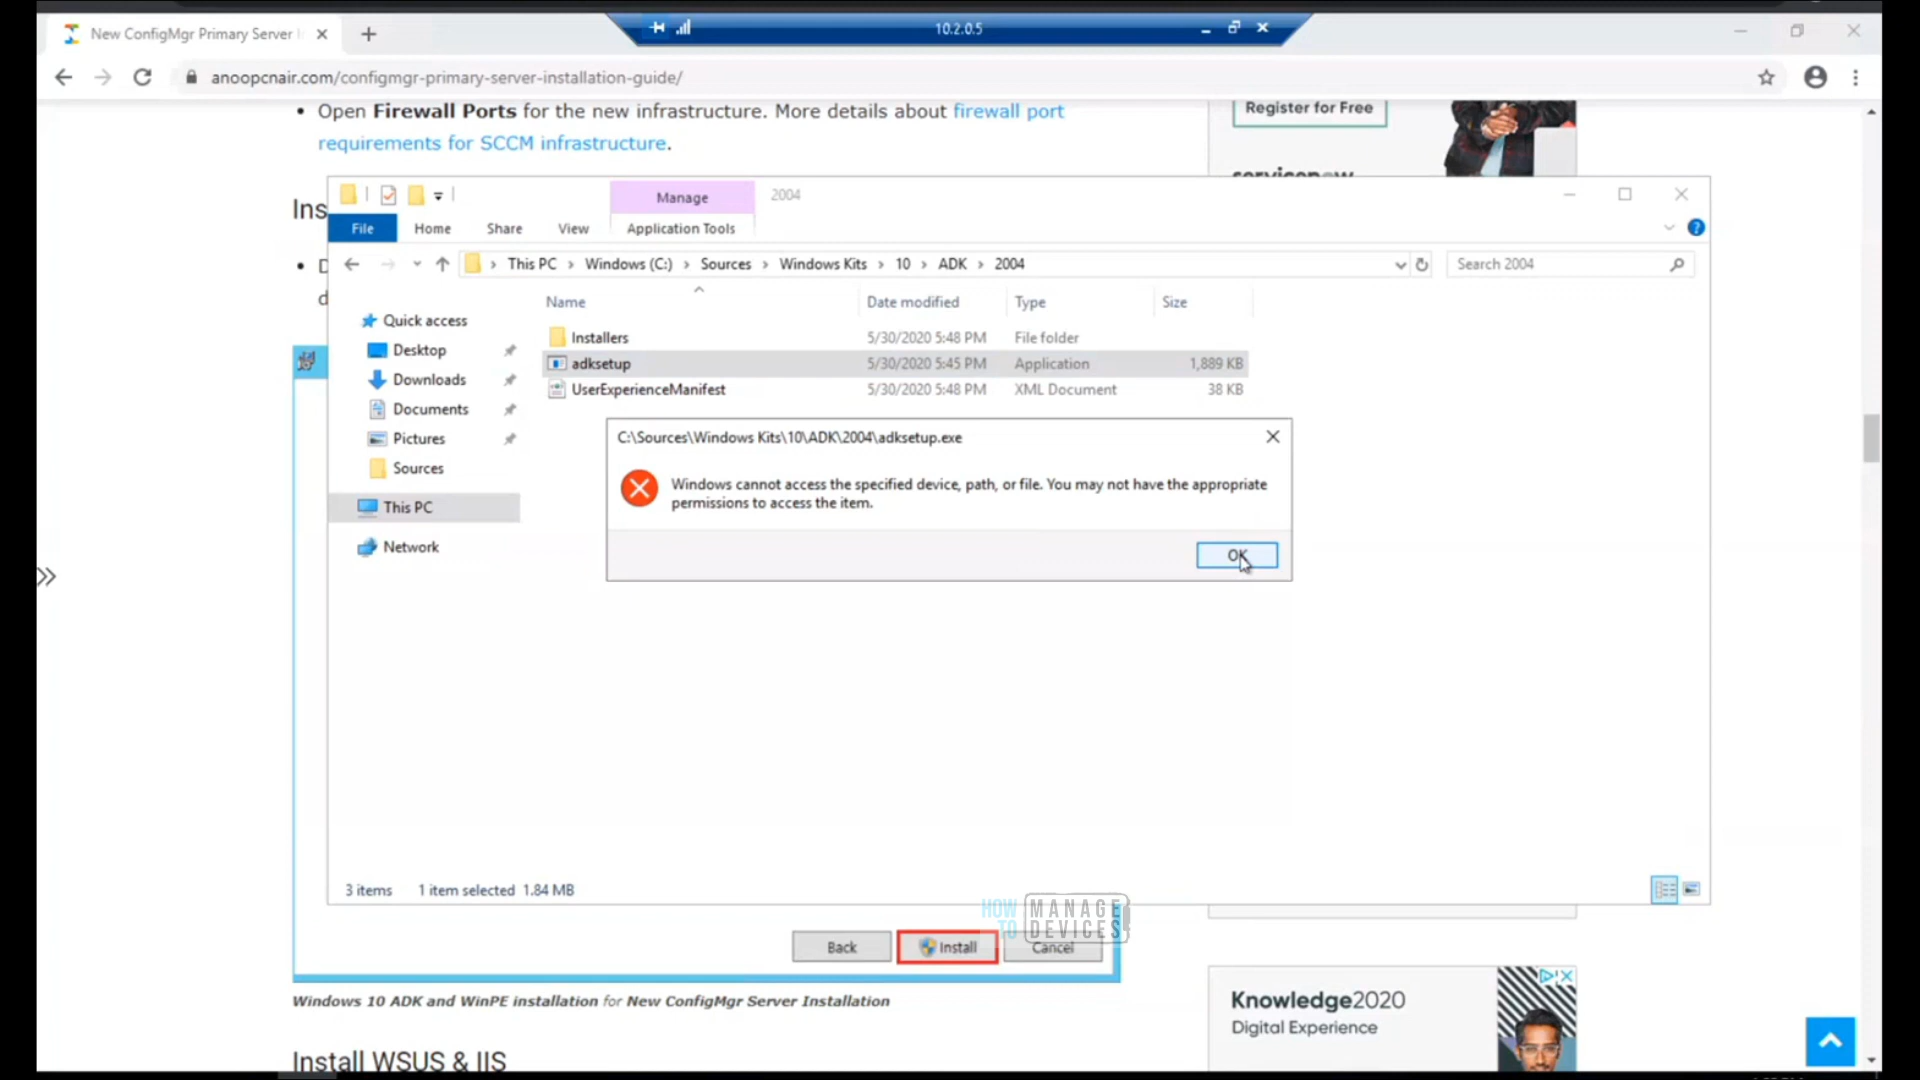 New ConfigMgr Primary Server I
10.2.0.5
anoopcnair.com/configmgr-primary-server-installation-guide/
• Open Firewall Ports for the new infrastructure. More details about firewall port
requirements for SCCM infrastructure.
Register for Free
servicenow
Ins
D
d
Manage
2004
File
Home
Share
View
Application Tools
This PC > Windows (C:) > Sources > Windows Kits > 10 > ADK > 2004
Search 2004
Name
Date modified
Type
Size
Quick access
Desktop
Downloads
Documents
Pictures
Sources
This PC
Network
Installers 5/30/2020 5:48 PM File folder
adksetup 5/30/2020 5:45 PM Application 1,889 KB
UserExperienceManifest 5/30/2020 5:48 PM XML Document 38 KB
C:\Sources\Windows Kits\10\ADK\2004\adksetup.exe
Windows cannot access the specified device, path, or file. You may not have the appropriate
permissions to access the item.
OK
3 items 1 item selected 1.84 MB
HOW TO MANAGE DEVICES
Back
Install
Cancel
Windows 10 ADK and WinPE installation for New ConfigMgr Server Installation
Install WSUS & IIS
Knowledge2020
Digital Experience